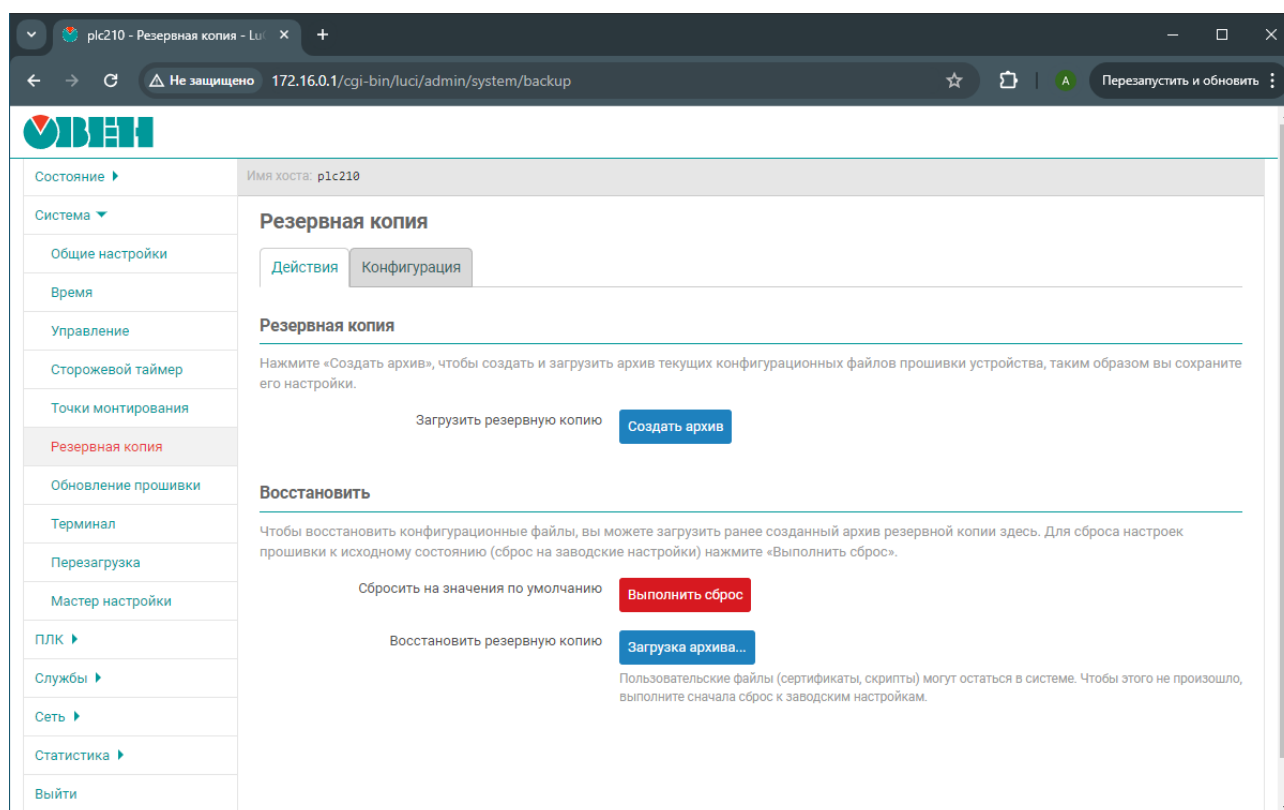 plc210 - Резервная копия - LuC
Не защищено 172.16.0.1/cgi-bin/luci/admin/system/backup А Перезапустить и обновить
ОВЕН
Состояние
Имя хоста: plc210
Система
Общие настройки
Время
Управление
Сторожевой таймер
Точки монтирования
Резервная копия
Обновление прошивки
Терминал
Перезагрузка
Мастер настройки
ПЛК
Службы
Сеть
Статистика
Выйти
Резервная копия
Действия Конфигурация
Резервная копия
Нажмите «Создать архив», чтобы создать и загрузить архив текущих конфигурационных файлов прошивки устройства, таким образом вы сохраните
его настройки.
Загрузить резервную копию Создать архив
Восстановить
Чтобы восстановить конфигурационные файлы, вы можете загрузить ранее созданный архив резервной копии здесь. Для сброса настроек
прошивки к исходному состоянию (сброс на заводские настройки) нажмите «Выполнить сброс».
Сбросить на значения по умолчанию Выполнить сброс
Восстановить резервную копию Загрузка архива...
Пользовательские файлы (сертификаты, скрипты) могут остаться в системе. Чтобы этого не произошло,
выполните сначала сброс к заводским настройкам.